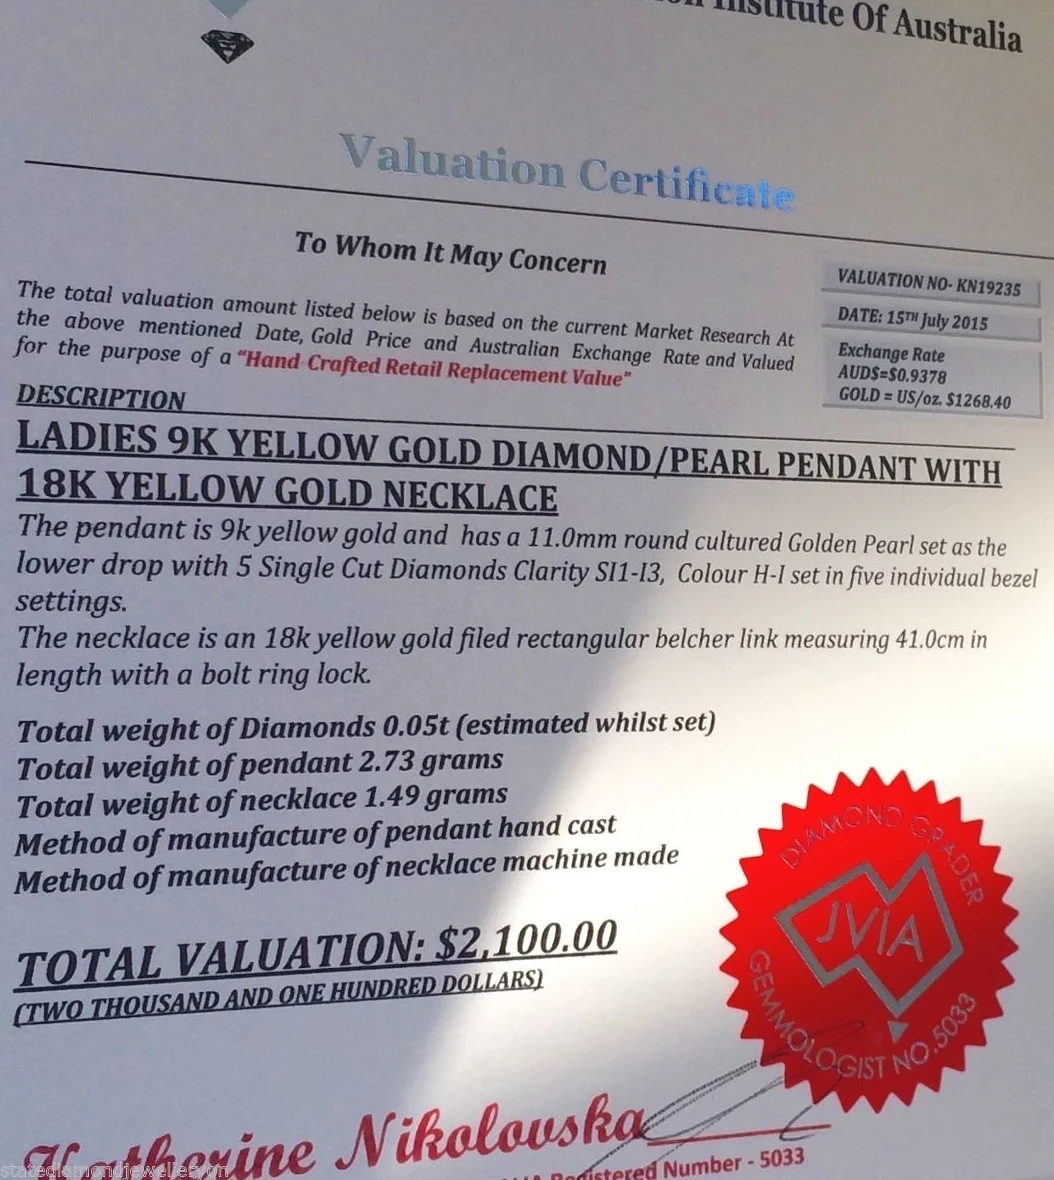 Institute Of Australia
Valuation Certificate
To Whom It May Concern
The total valuation amount listed below is based on the current Market Research At
the above mentioned Date, Gold Price and Australian Exchange Rate and Valued
for the purpose of a "Hand Crafted Retail Replacement Value"
VALUATION NO- KN19235
DATE: 15TH July 2015
Exchange Rate
AUD$=$0.9378
GOLD = US/oz. $1268.40
DESCRIPTION
LADIES 9K YELLOW GOLD DIAMOND/PEARL PENDANT WITH
18K YELLOW GOLD NECKLACE
The pendant is 9k yellow gold and has a 11.0mm round cultured Golden Pearl set as the
lower drop with 5 Single Cut Diamonds Clarity SI1-I3, Colour H-I set in five individual bezel
settings.
The necklace is an 18k yellow gold filed rectangular belcher link measuring 41.0cm in
length with a bolt ring lock.
Total weight of Diamonds 0.05t (estimated whilst set)
Total weight of pendant 2.73 grams
Total weight of necklace 1.49 grams
Method of manufacture of pendant hand cast
Method of manufacture of necklace machine made
TOTAL VALUATION: $2,100.00
(TWO THOUSAND AND ONE HUNDRED DOLLARS)
DIAMOND GRADER
JVIA
GEMMOLOGIST NO.5033
Katherine Nikolovska
Registered Number - 5033
statediamondjewelleryon